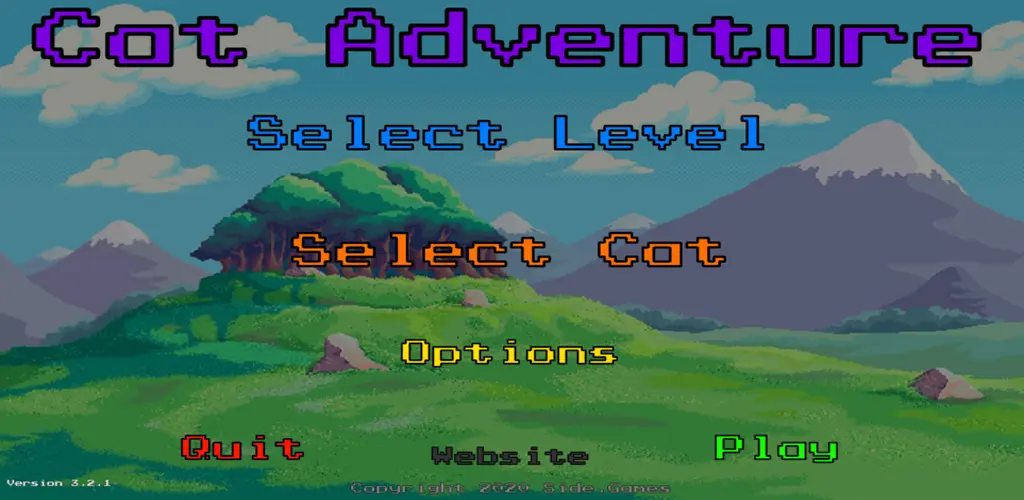 Cat Adventure
Select Level
Select Cat
Options
Quit
Website
Play
Version 3.2.1
Copyright 2020 Side.Games